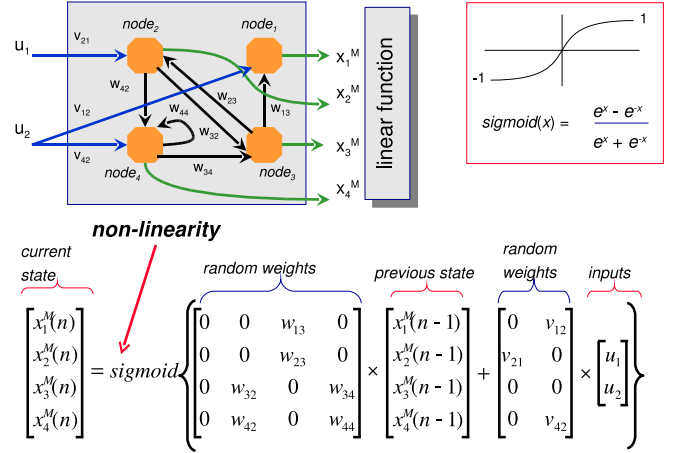 node₂
node₁
1
u₁
v₂₁
x₁ᴹ
w₄₂
w₂₃
x₂ᴹ
w₄₄
v₁₂
w₁₃
w₃₂
u₂
v₄₂
x₃ᴹ
w₃₄
node₄
node₃
x₄ᴹ
linear function
-1
sigmoid(x) = eˣ - e⁻ˣ
eˣ + e⁻ˣ
non-linearity
current
state
random weights
previous state
random
weights
inputs
x₁ᴹ(n) 0 0 w₁₃ 0 x₁ᴹ(n - 1) 0 v₁₂
x₂ᴹ(n) 0 0 w₂₃ 0 x₂ᴹ(n - 1) v₂₁ 0 u₁
= sigmoid × + ×
x₃ᴹ(n) 0 w₃₂ 0 w₃₄ x₃ᴹ(n - 1) 0 0 u₂
x₄ᴹ(n) 0 w₄₂ 0 w₄₄ x₄ᴹ(n - 1) 0 v₄₂